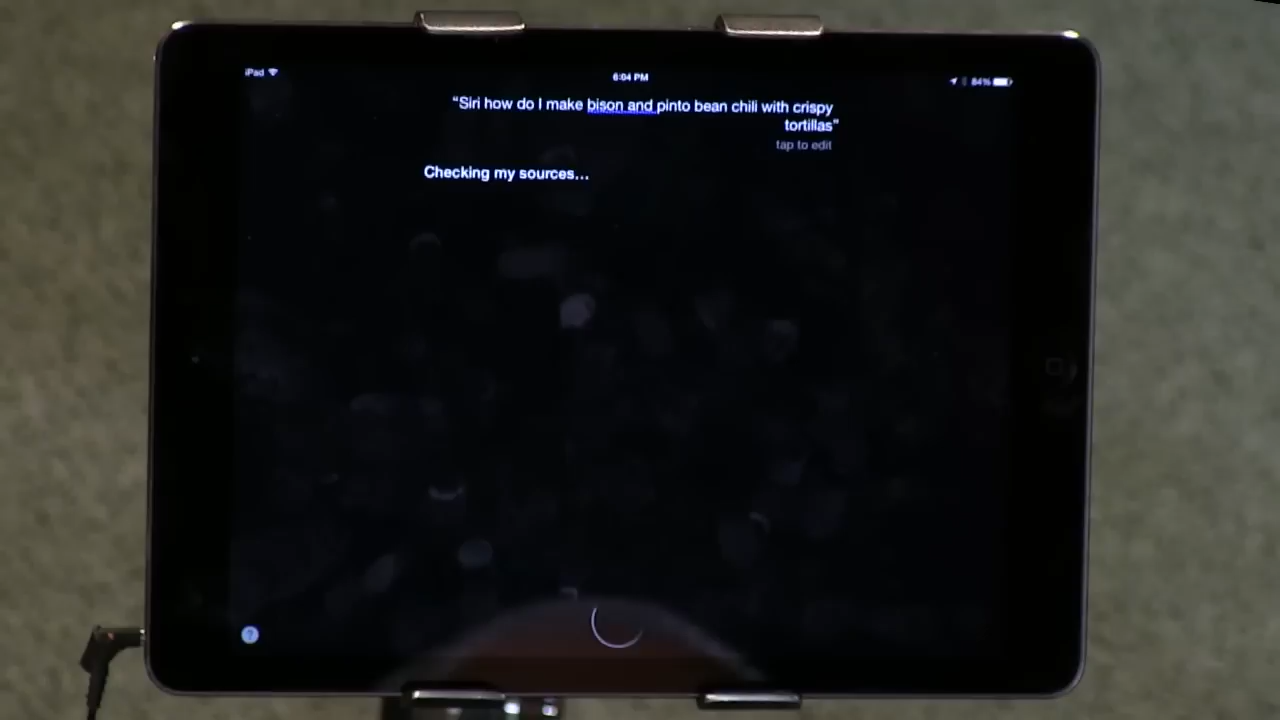 iPad 6:04 PM 84%
“Siri how do I make bison and pinto bean chili with crispy
tortillas”
tap to edit
Checking my sources...
?